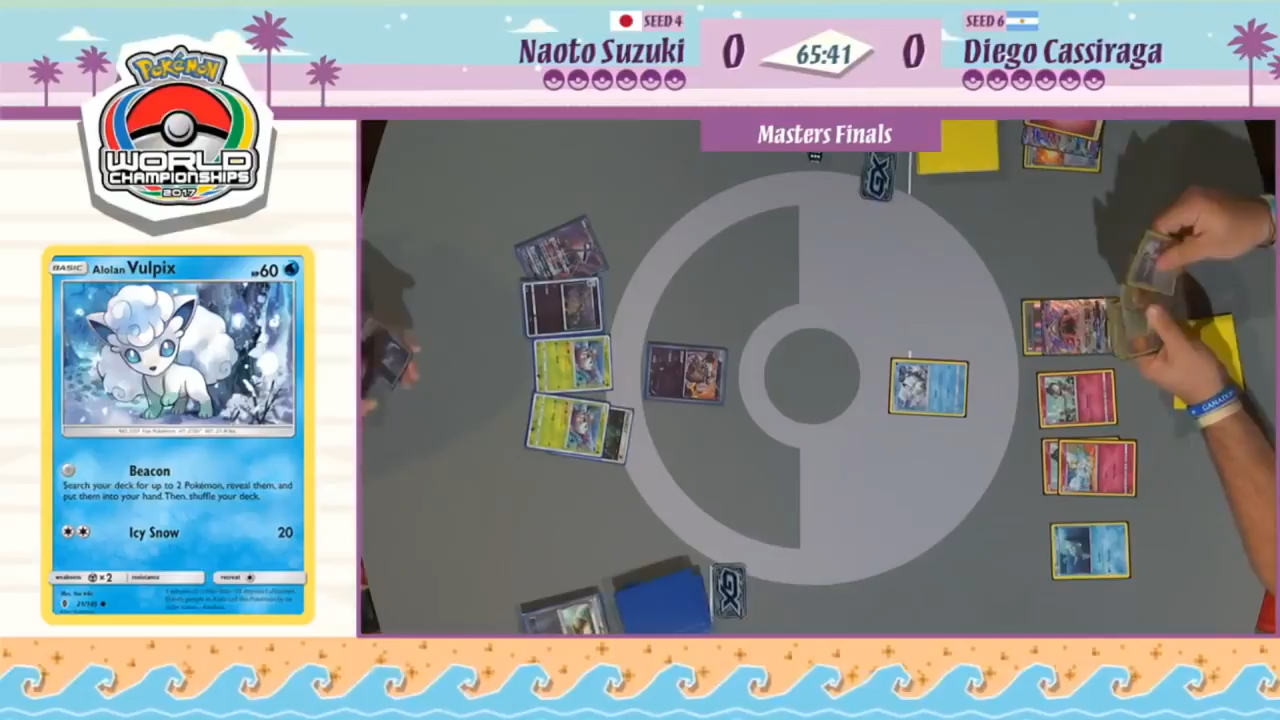 SEED 4
Naoto Suzuki
0
65:41
0
SEED 6
Diego Cassiraga
Masters Finals
Pokémon
WORLD
CHAMPIONSHIPS
2017
BASIC
Alolan Vulpix
HP60
Beacon
Search your deck for up to 2 Pokémon, reveal them, and
put them into your hand. Then, shuffle your deck.
Icy Snow
20
weakness
×2
resistance
retreat
21/145
GX
GX